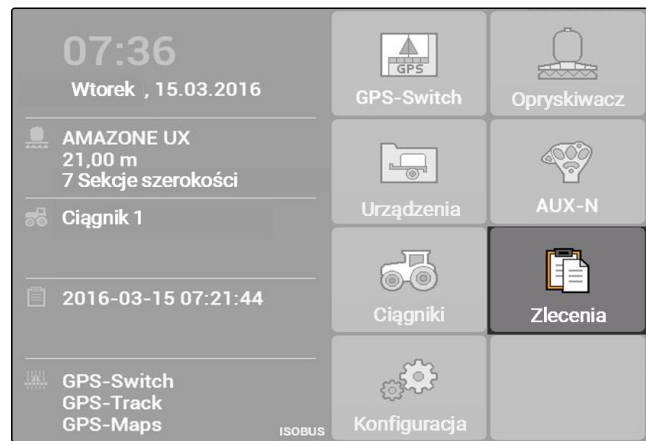 07:36
Wtorek , 15.03.2016
AMAZONE UX
21,00 m
7 Sekcje szerokości
Ciągnik 1
2016-03-15 07:21:44
GPS-Switch
GPS-Track
GPS-Maps
ISOBUS
GPS
GPS-Switch
Opryskiwacz
Urządzenia
AUX-N
Ciągniki
Zlecenia
Konfiguracja